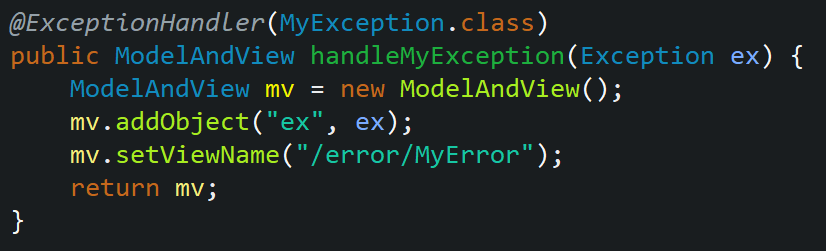 @ExceptionHandler(MyException.class)
public ModelAndView handleMyException(Exception ex) {
    ModelAndView mv = new ModelAndView();
    mv.addObject("ex", ex);
    mv.setViewName("/error/MyError");
    return mv;
}